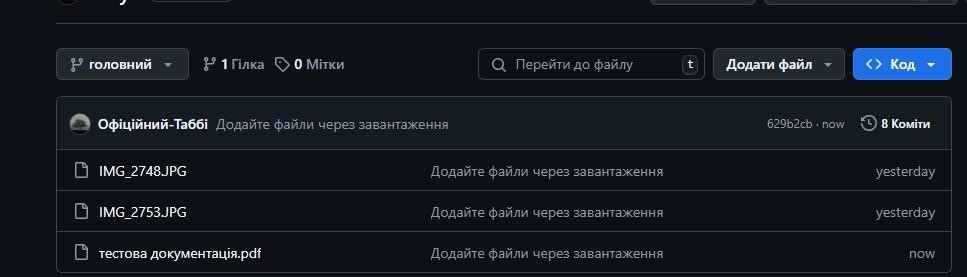 головний 1 Гілка 0 Мітки Перейти до файлу t Додати файл Код
Офіційний-Таббі Додайте файли через завантаження 629b2cb · now 8 Коміти
IMG_2748.JPG Додайте файли через завантаження yesterday
IMG_2753.JPG Додайте файли через завантаження yesterday
тестова документація.pdf Додайте файли через завантаження now